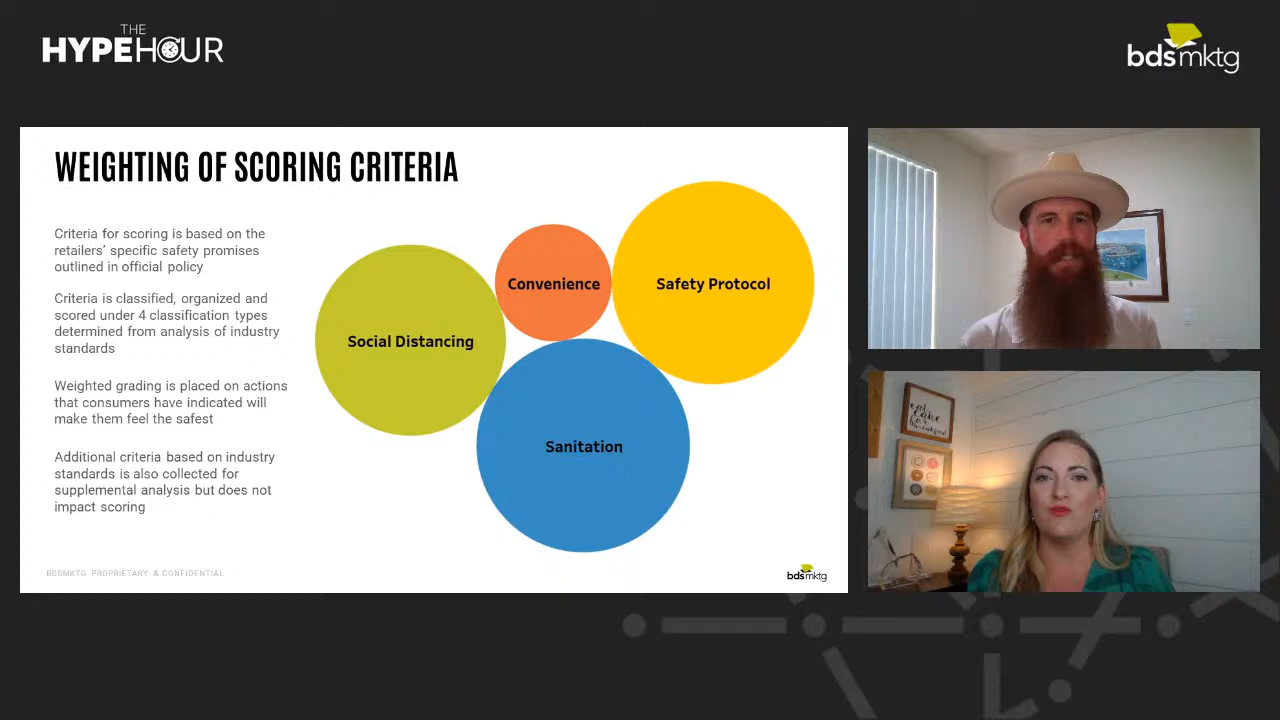 THE
HYPEHOUR
bdsmktg
WEIGHTING OF SCORING CRITERIA
Criteria for scoring is based on the
retailers' specific safety promises
outlined in official policy
Criteria is classified, organized and
scored under 4 classification types
determined from analysis of industry
standards
Weighted grading is placed on actions
that consumers have indicated will
make them feel the safest
Additional criteria based on industry
standards is also collected for
supplemental analysis but does not
impact scoring
Social Distancing
Convenience
Safety Protocol
Sanitation
BDSMKTG PROPRIETARY & CONFIDENTIAL
bdsmktg
eat
cake
for
breakfast